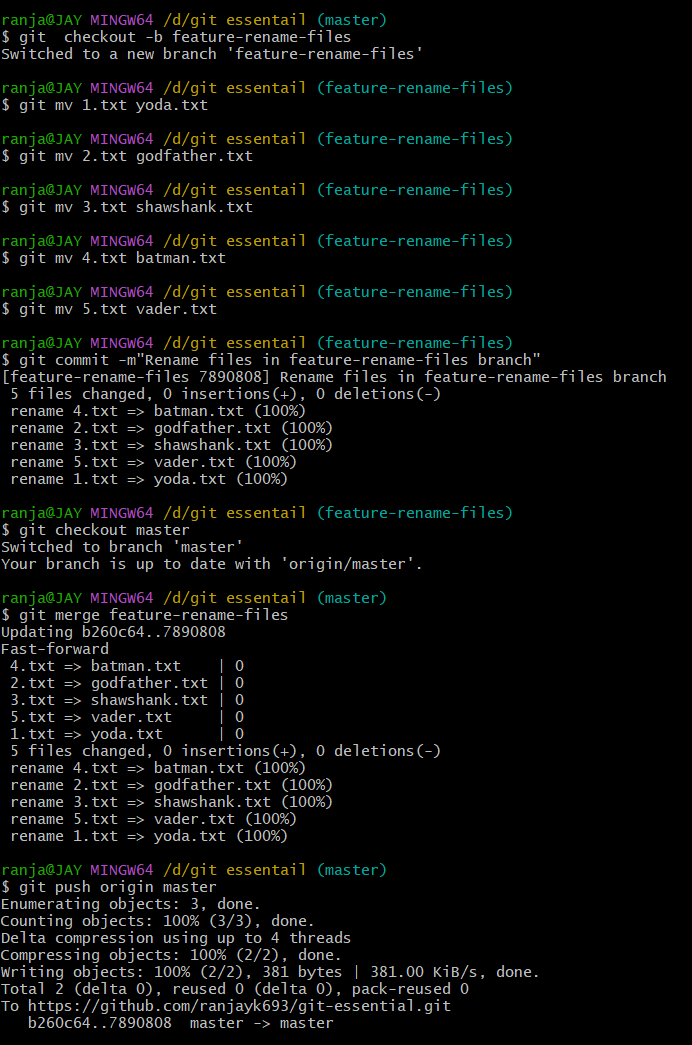 ranja@JAY MINGW64 /d/git essentail (master)
$ git  checkout -b feature-rename-files
Switched to a new branch 'feature-rename-files'

ranja@JAY MINGW64 /d/git essentail (feature-rename-files)
$ git mv 1.txt yoda.txt

ranja@JAY MINGW64 /d/git essentail (feature-rename-files)
$ git mv 2.txt godfather.txt

ranja@JAY MINGW64 /d/git essentail (feature-rename-files)
$ git mv 3.txt shawshank.txt

ranja@JAY MINGW64 /d/git essentail (feature-rename-files)
$ git mv 4.txt batman.txt

ranja@JAY MINGW64 /d/git essentail (feature-rename-files)
$ git mv 5.txt vader.txt

ranja@JAY MINGW64 /d/git essentail (feature-rename-files)
$ git commit -m"Rename files in feature-rename-files branch"
[feature-rename-files 7890808] Rename files in feature-rename-files branch
 5 files changed, 0 insertions(+), 0 deletions(-)
 rename 4.txt => batman.txt (100%)
 rename 2.txt => godfather.txt (100%)
 rename 3.txt => shawshank.txt (100%)
 rename 5.txt => vader.txt (100%)
 rename 1.txt => yoda.txt (100%)

ranja@JAY MINGW64 /d/git essentail (feature-rename-files)
$ git checkout master
Switched to branch 'master'
Your branch is up to date with 'origin/master'.

ranja@JAY MINGW64 /d/git essentail (master)
$ git merge feature-rename-files
Updating b260c64..7890808
Fast-forward
 4.txt => batman.txt    | 0
 2.txt => godfather.txt | 0
 3.txt => shawshank.txt | 0
 5.txt => vader.txt     | 0
 1.txt => yoda.txt      | 0
 5 files changed, 0 insertions(+), 0 deletions(-)
 rename 4.txt => batman.txt (100%)
 rename 2.txt => godfather.txt (100%)
 rename 3.txt => shawshank.txt (100%)
 rename 5.txt => vader.txt (100%)
 rename 1.txt => yoda.txt (100%)

ranja@JAY MINGW64 /d/git essentail (master)
$ git push origin master
Enumerating objects: 3, done.
Counting objects: 100% (3/3), done.
Delta compression using up to 4 threads
Compressing objects: 100% (2/2), done.
Writing objects: 100% (2/2), 381 bytes | 381.00 KiB/s, done.
Total 2 (delta 0), reused 0 (delta 0), pack-reused 0
To https://github.com/ranjayk693/git-essential.git
   b260c64..7890808  master -> master